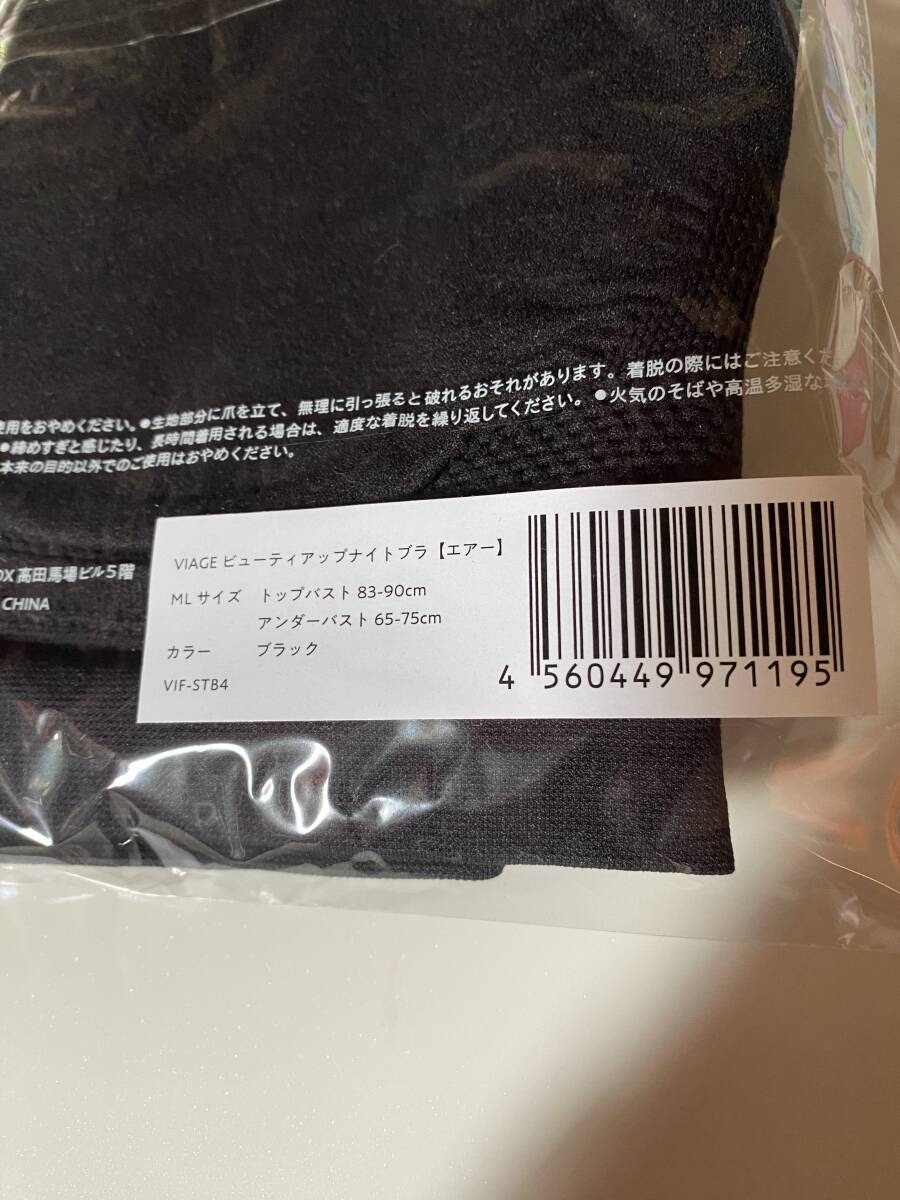 使用をおやめください。●生地部分に爪を立て、無理に引っ張ると破れるおそれがあります。着脱の際にはご注意くだ
●締めすぎと感じたり、長時間着用される場合は、適度な着脱を繰り返してください。●火気のそばや高温多湿な
本来の目的以外でのご使用はおやめください。
OX 高田馬場ビル5階
CHINA
VIAGE ビューティアップナイトブラ【エアー】
ML サイズ トップバスト 83-90cm
アンダーバスト 65-75cm
カラー ブラック
VIF-STB4
4 560449 971195